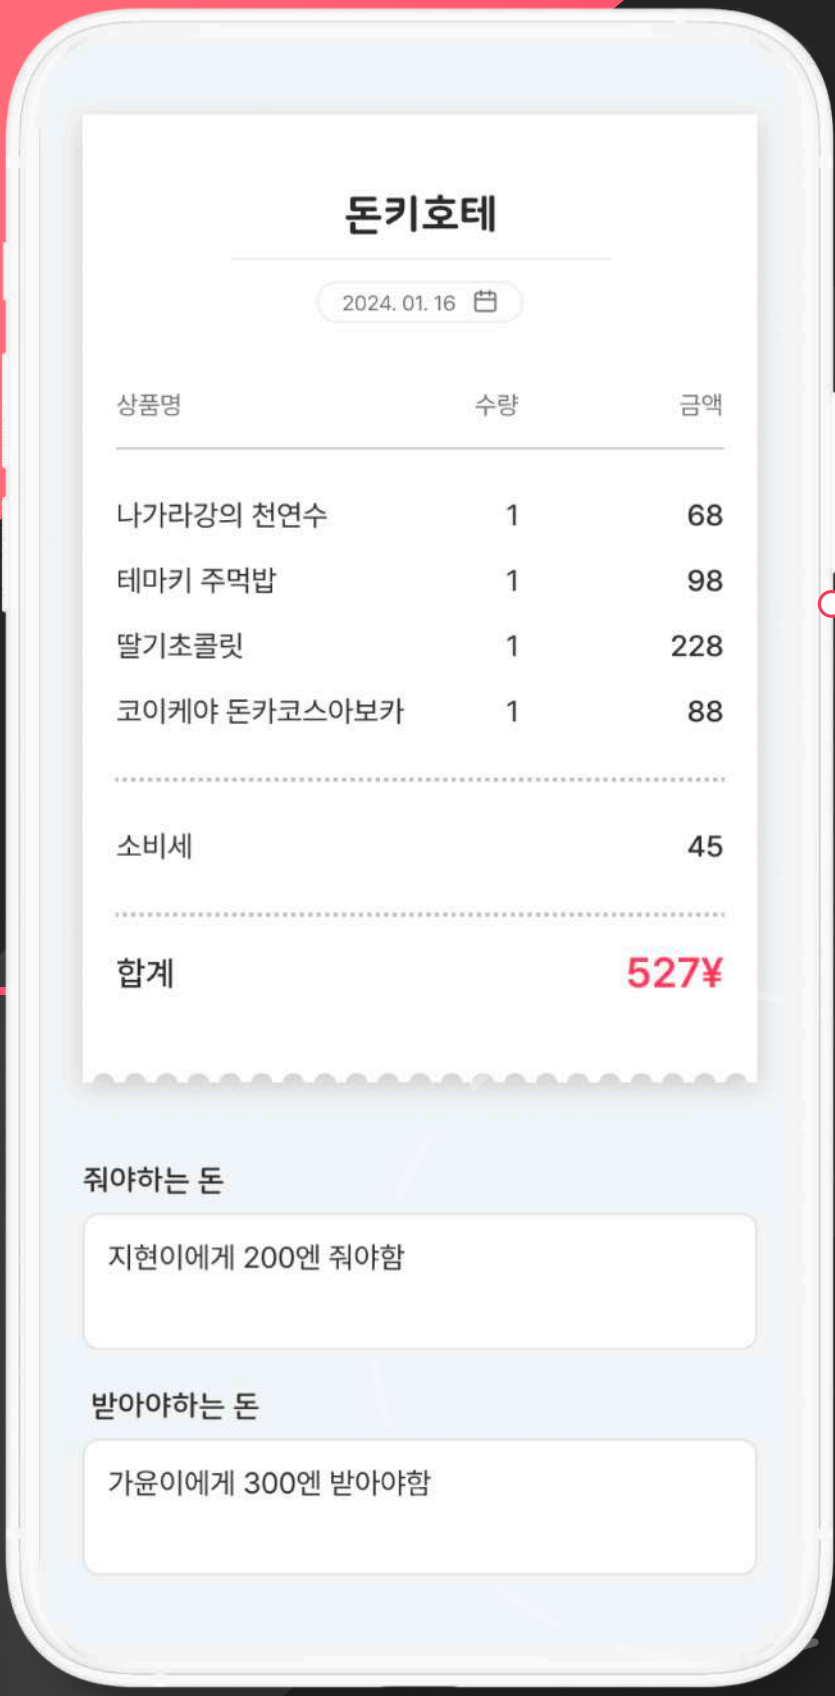 돈키호테
2024. 01. 16
상품명 수량 금액
나가라강의 천연수 1 68
테마키 주먹밥 1 98
딸기초콜릿 1 228
코이케야 돈카코스아보카 1 88
소비세 45
합계 527¥
줘야하는 돈
지현이에게 200엔 줘야함
받아야하는 돈
가윤이에게 300엔 받아야함